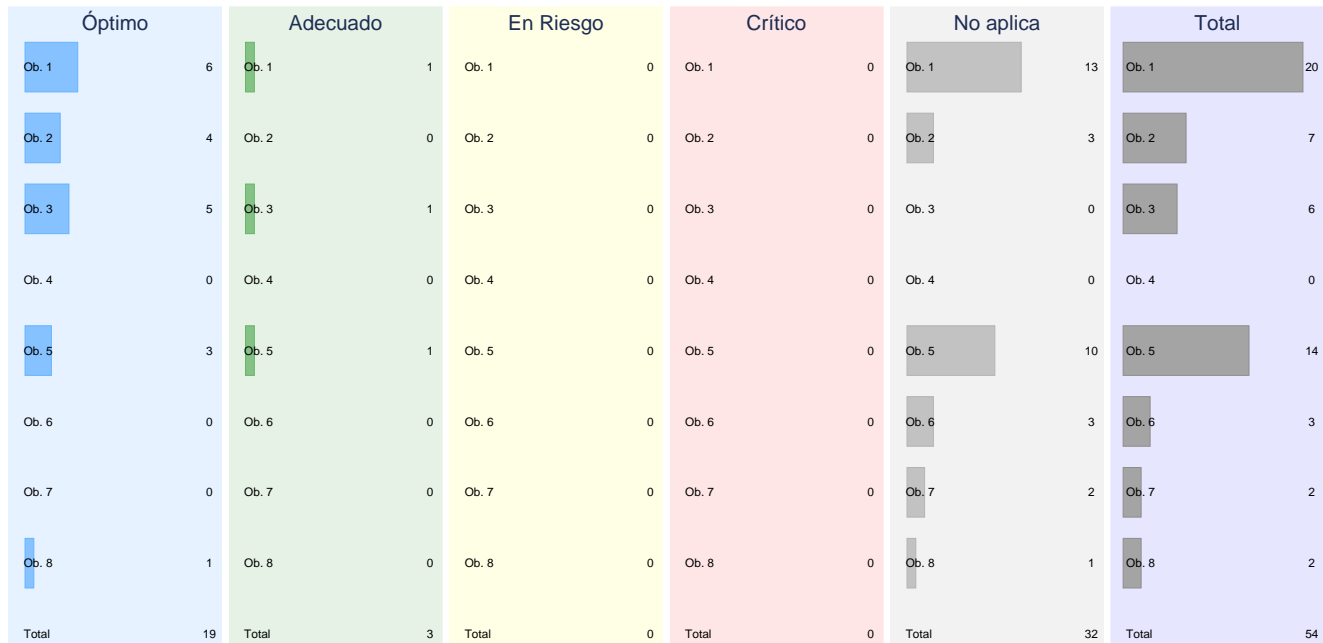 Óptimo Adecuado En Riesgo Crítico No aplica Total
Ob. 1 6 Ob. 1 1 Ob. 1 0 Ob. 1 0 Ob. 1 13 Ob. 1 20
Ob. 2 4 Ob. 2 0 Ob. 2 0 Ob. 2 0 Ob. 2 3 Ob. 2 7
Ob. 3 5 Ob. 3 1 Ob. 3 0 Ob. 3 0 Ob. 3 0 Ob. 3 6
Ob. 4 0 Ob. 4 0 Ob. 4 0 Ob. 4 0 Ob. 4 0 Ob. 4 0
Ob. 5 3 Ob. 5 1 Ob. 5 0 Ob. 5 0 Ob. 5 10 Ob. 5 14
Ob. 6 0 Ob. 6 0 Ob. 6 0 Ob. 6 0 Ob. 6 3 Ob. 6 3
Ob. 7 0 Ob. 7 0 Ob. 7 0 Ob. 7 0 Ob. 7 2 Ob. 7 2
Ob. 8 1 Ob. 8 0 Ob. 8 0 Ob. 8 0 Ob. 8 1 Ob. 8 2
Total 19 Total 3 Total 0 Total 0 Total 32 Total 54